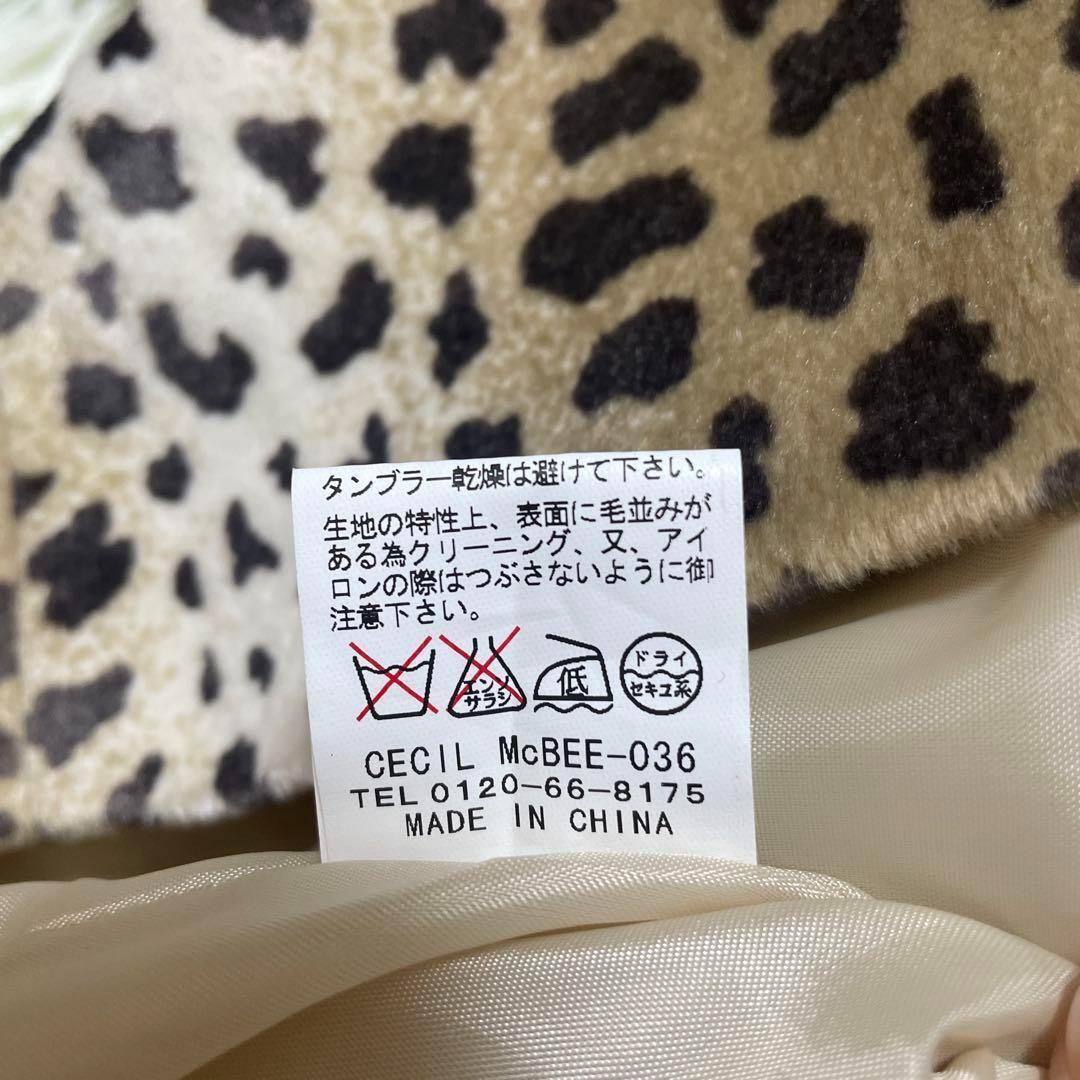 タンブラー乾燥は避けて下さい。
生地の特性上、表面に毛並みが
ある為クリーニング、又、アイ
ロンの際はつぶさないように御
注意下さい。
エンソ
サラシ
低
ドライ
セキユ系
CECIL McBEE-036
TEL 0120-66-8175
MADE IN CHINA